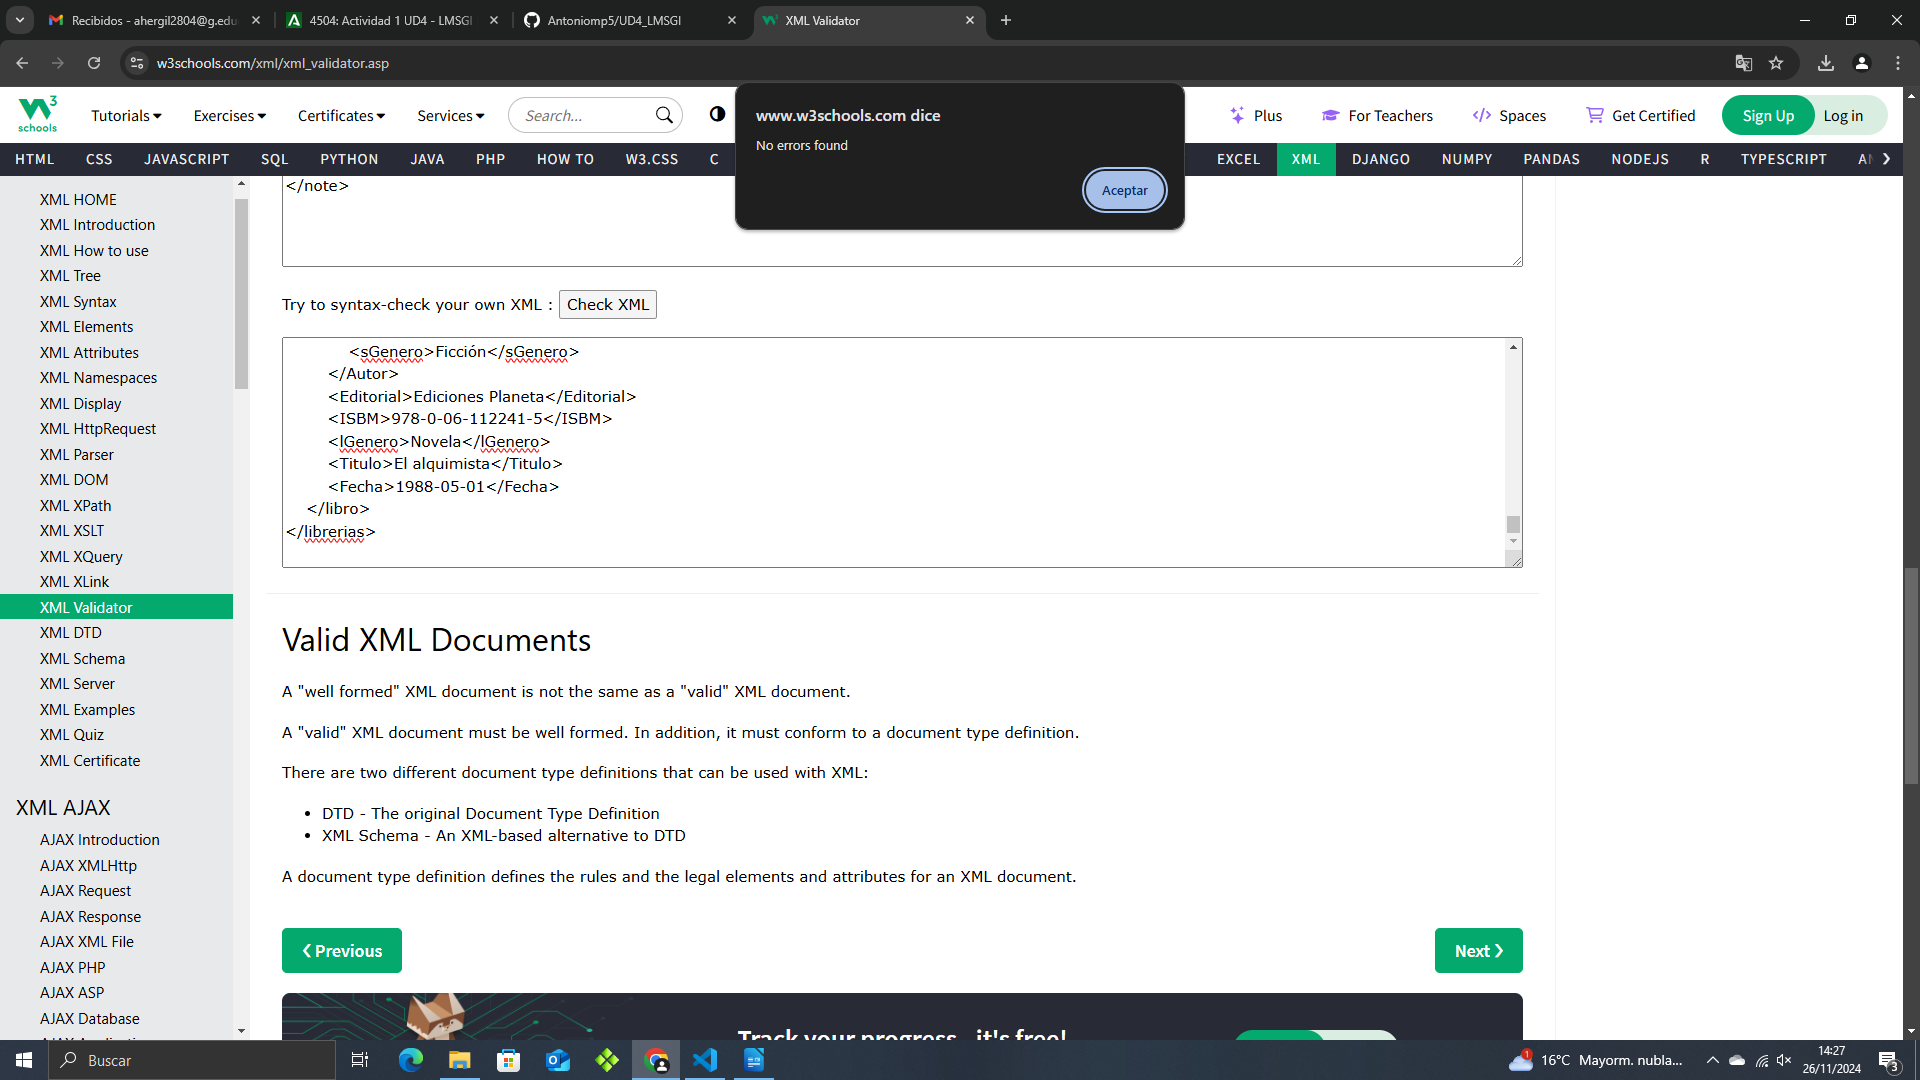 Recibidos - ahergil2804@g.edu
4504: Actividad 1 UD4 - LMSGI
Antoniomp5/UD4_LMSGI
XML Validator
w3schools.com/xml/xml_validator.asp
W3 schools
Tutorials
Exercises
Certificates
Services
Search...
Plus
For Teachers
Spaces
Get Certified
Sign Up
Log in
www.w3schools.com dice
No errors found
Aceptar
HTML
CSS
JAVASCRIPT
SQL
PYTHON
JAVA
PHP
HOW TO
W3.CSS
C
EXCEL
XML
DJANGO
NUMPY
PANDAS
NODEJS
R
TYPESCRIPT
XML HOME
XML Introduction
XML How to use
XML Tree
XML Syntax
XML Elements
XML Attributes
XML Namespaces
XML Display
XML HttpRequest
XML Parser
XML DOM
XML XPath
XML XSLT
XML XQuery
XML XLink
XML Validator
XML DTD
XML Schema
XML Server
XML Examples
XML Quiz
XML Certificate
XML AJAX
AJAX Introduction
AJAX XMLHttp
AJAX Request
AJAX Response
AJAX XML File
AJAX PHP
AJAX ASP
AJAX Database
</note>
Try to syntax-check your own XML :
Check XML
<sGenero>Ficción</sGenero>
</Autor>
<Editorial>Ediciones Planeta</Editorial>
<ISBM>978-0-06-112241-5</ISBM>
<lGenero>Novela</lGenero>
<Titulo>El alquimista</Titulo>
<Fecha>1988-05-01</Fecha>
</libro>
</librerias>
Valid XML Documents
A "well formed" XML document is not the same as a "valid" XML document.
A "valid" XML document must be well formed. In addition, it must conform to a document type definition.
There are two different document type definitions that can be used with XML:
• DTD - The original Document Type Definition
• XML Schema - An XML-based alternative to DTD
A document type definition defines the rules and the legal elements and attributes for an XML document.
❮ Previous
Next ❯
Track your progress - it's free!
Buscar
1
16°C Mayorm. nubla...
14:27
26/11/2024
3